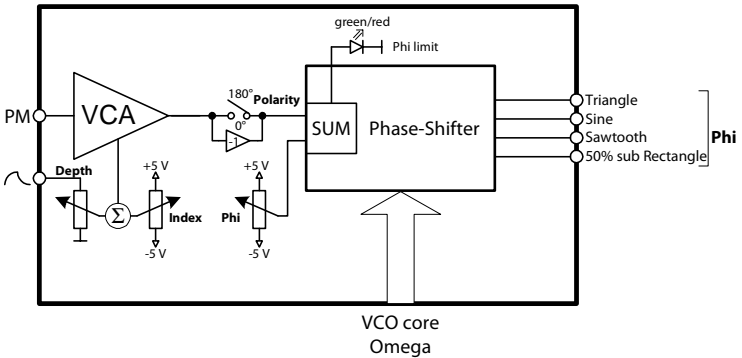 green/red
Phi limit
180°
Polarity
0°
-1
PM
VCA
SUM
Phase-Shifter
Triangle
Sine
Sawtooth
50% sub Rectangle
Phi
Depth
+5 V
+5 V
Σ
Index
Phi
-5 V
-5 V
VCO core
Omega